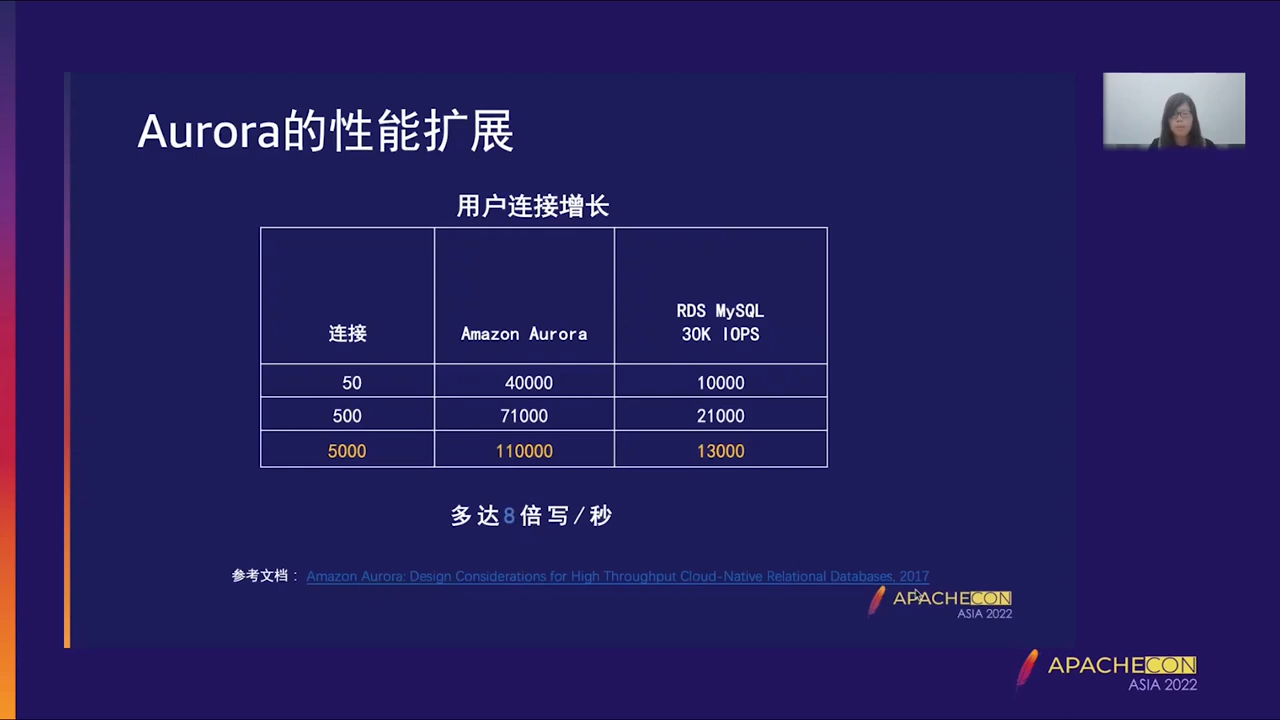 Aurora的性能扩展
用户连接增长
连接
Amazon Aurora
RDS MySQL
30K IOPS
50
40000
10000
500
71000
21000
5000
110000
13000
多达8倍写/秒
参考文档： Amazon Aurora: Design Considerations for High Throughput Cloud-Native Relational Databases, 2017
APACHECON
ASIA 2022
APACHECON
ASIA 2022